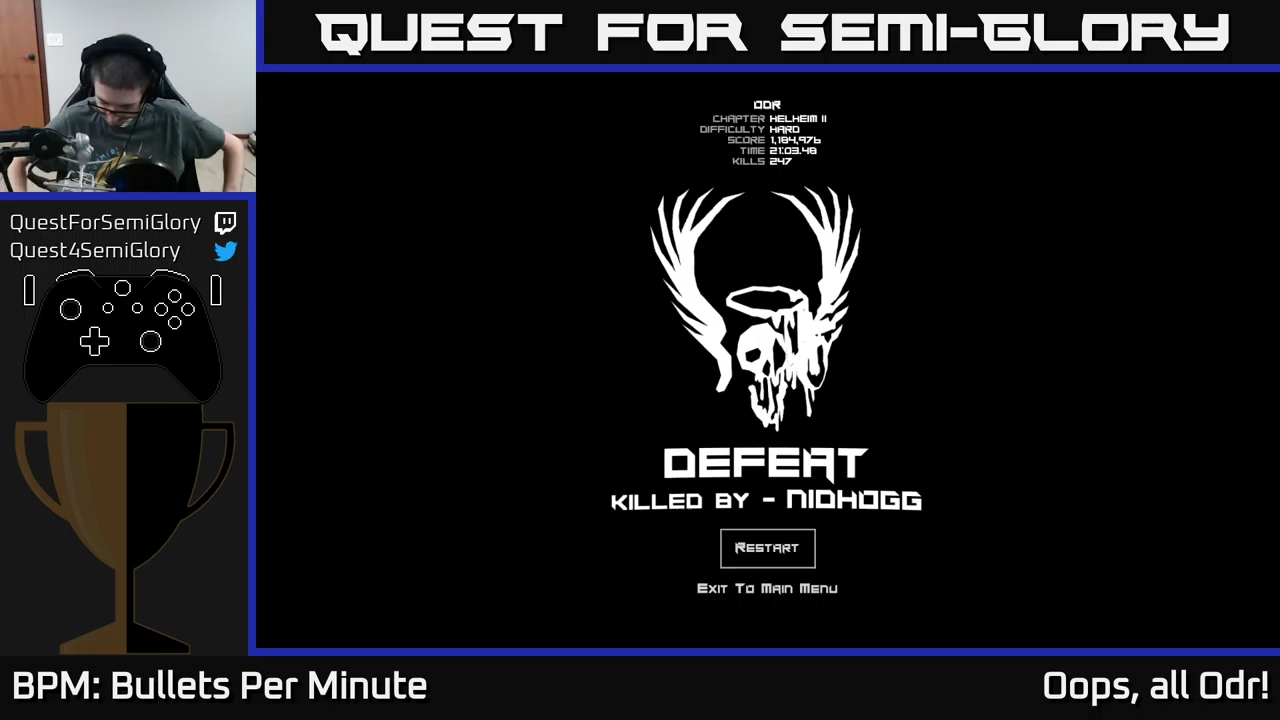 QUEST FOR SEMI-GLORY
QuestForSemiGlory
Quest4SemiGlory
ODR
CHAPTER HELHEIM II
DIFFICULTY HARD
SCORE 1,184,976
TIME 21:03.48
KILLS 247
DEFEAT
KILLED BY - NIDHOGG
RESTART
EXIT TO MAIN MENU
BPM: Bullets Per Minute
Oops, all Odr!